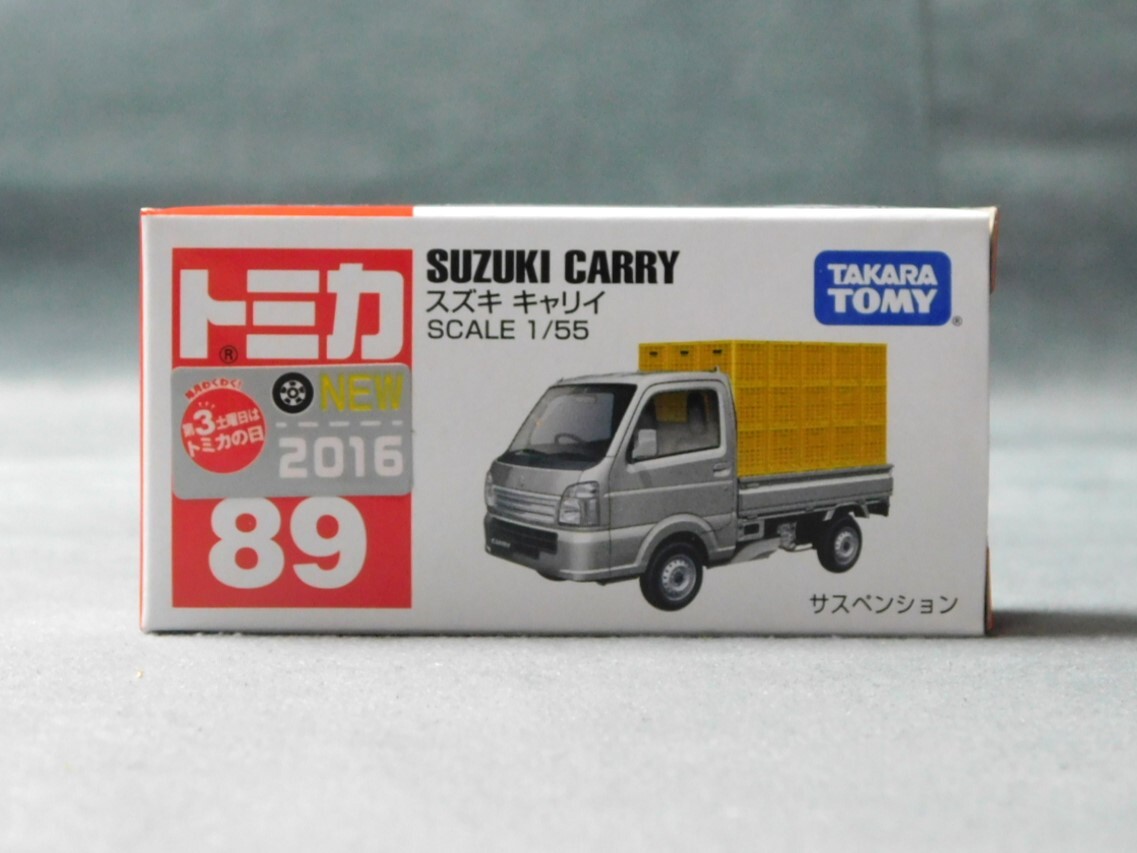 トミカ
®
毎月わくわく!
第3土曜日は
トミカの日
NEW
2016
89
SUZUKI CARRY
スズキ キャリイ
SCALE 1/55
TAKARA
TOMY
®
サスペンション